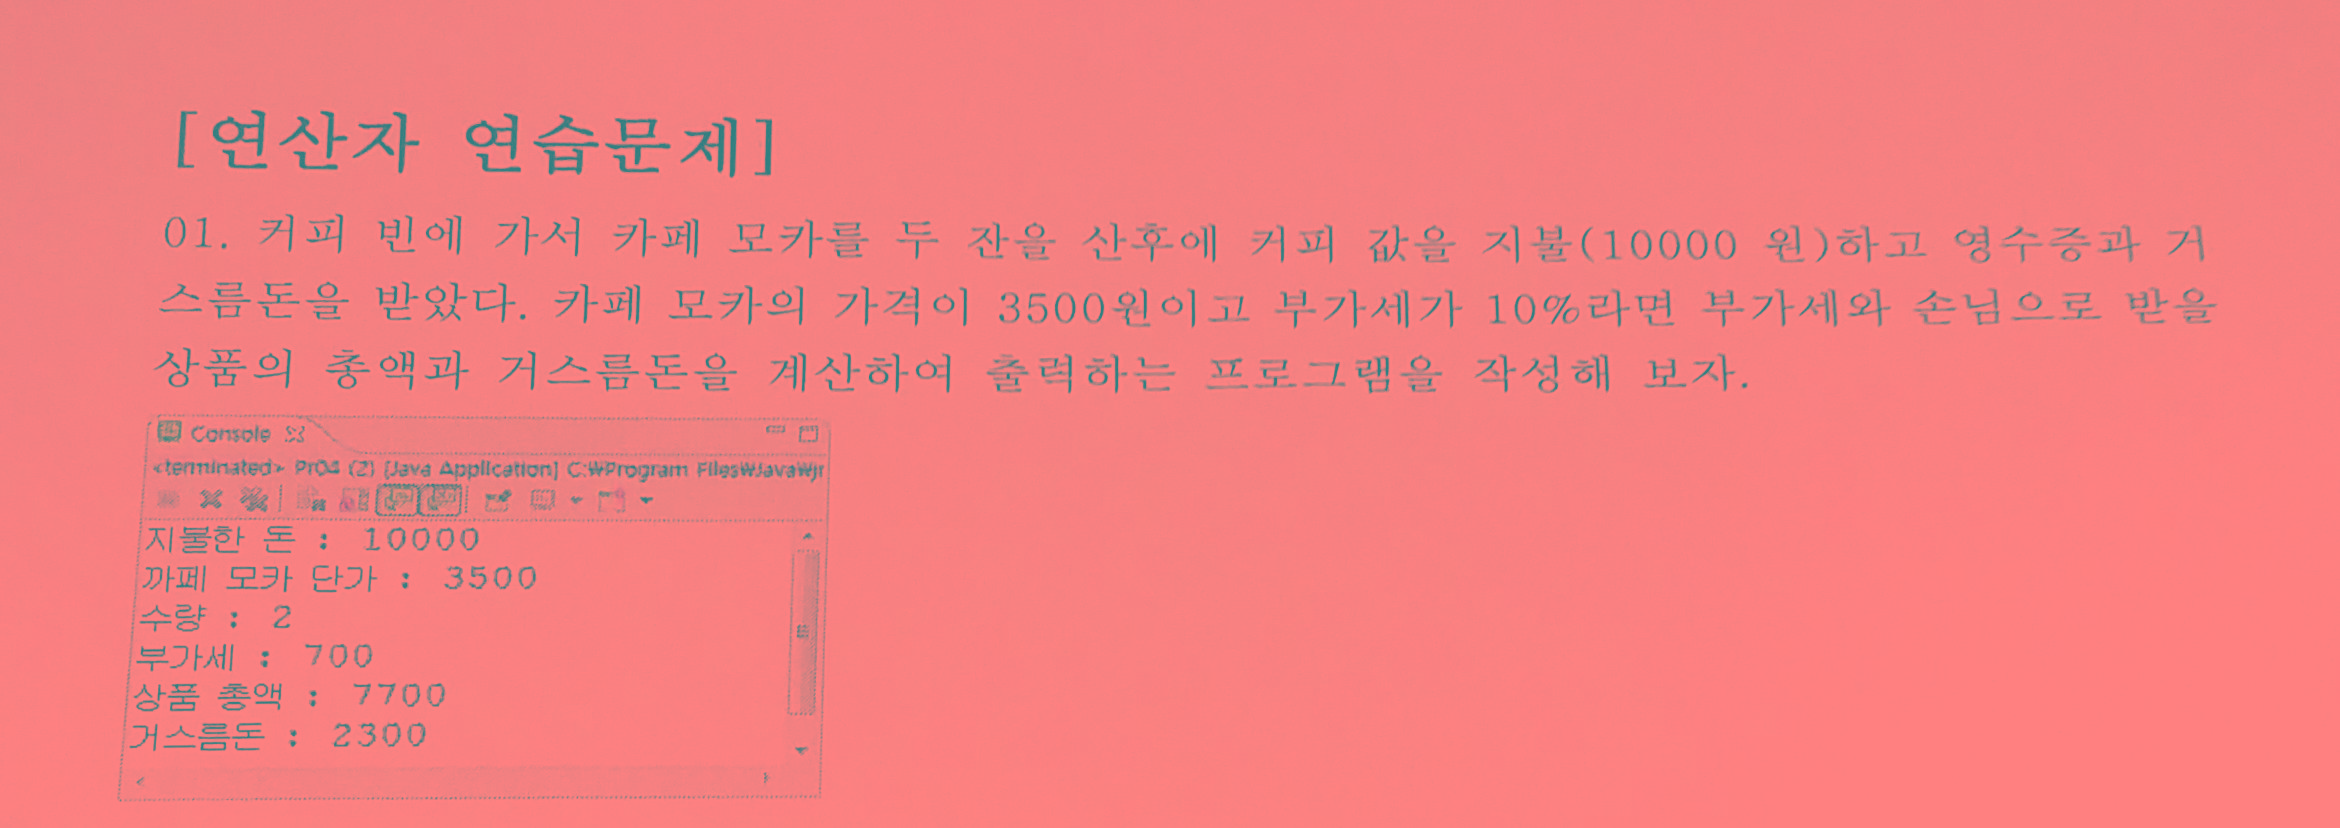 [연산자 연습문제]
01. 커피 빈에 가서 카페 모카를 두 잔을 산후에 커피 값을 지불(10000 원)하고 영수증과 거
스름돈을 받았다. 카페 모카의 가격이 3500원이고 부가세가 10%라면 부가세와 손님으로 받을
상품의 총액과 거스름돈을 계산하여 출력하는 프로그램을 작성해 보자.
Console
<terminated> Pr04 (2) [Java Application] C:₩Program Files₩Java₩jr
지불한 돈 : 10000
까페 모카 단가 : 3500
수량 : 2
부가세 : 700
상품 총액 : 7700
거스름돈 : 2300